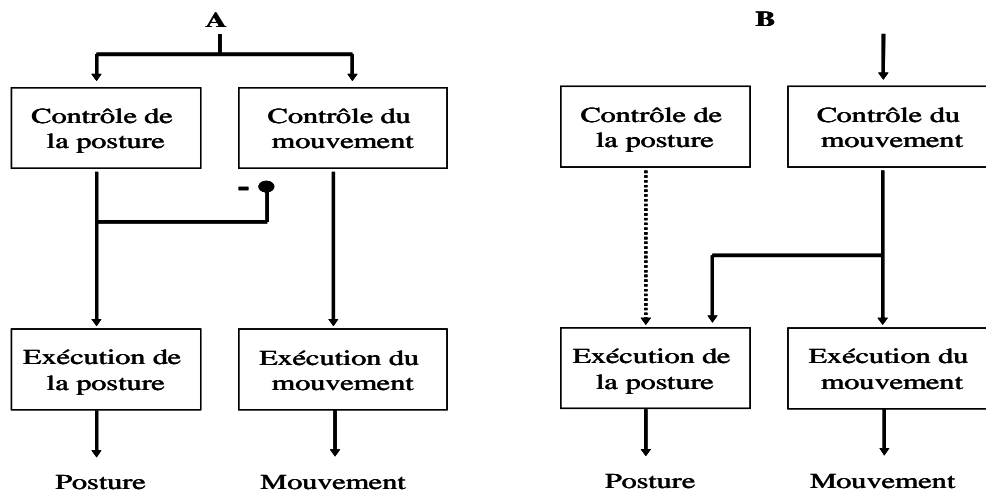 A
Contrôle de
la posture
Contrôle du
mouvement
-
Exécution de
la posture
Exécution du
mouvement
Posture
Mouvement
B
Contrôle de
la posture
Contrôle du
mouvement
Exécution de
la posture
Exécution du
mouvement
Posture
Mouvement